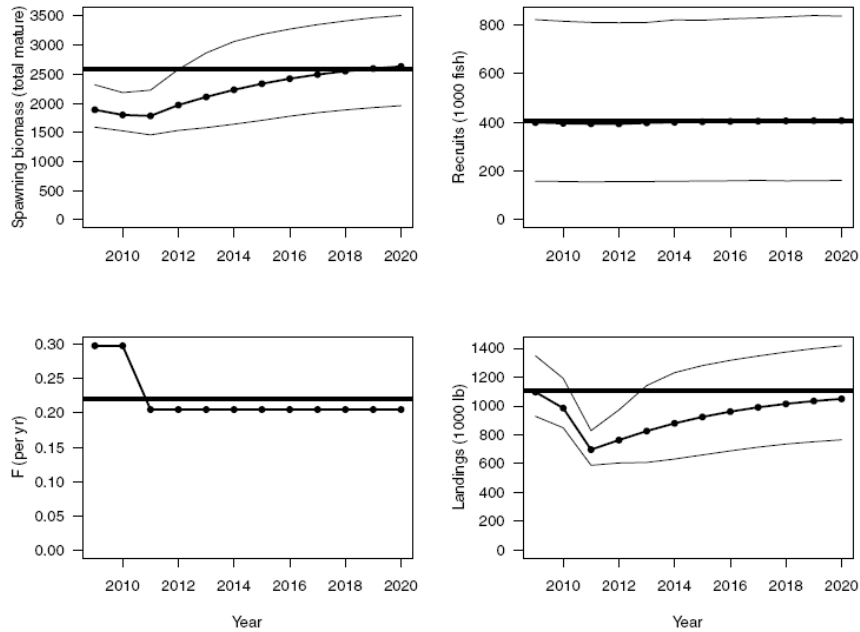 Spawning biomass (total mature)
3500
3000
2500
2000
1500
1000
500
0
2010 2012 2014 2016 2018 2020
Recruits (1000 fish)
800
600
400
200
0
2010 2012 2014 2016 2018 2020
F (per yr)
0.30
0.25
0.20
0.15
0.10
0.05
0.00
2010 2012 2014 2016 2018 2020
Year
Landings (1000 lb)
1400
1200
1000
800
600
400
200
0
2010 2012 2014 2016 2018 2020
Year